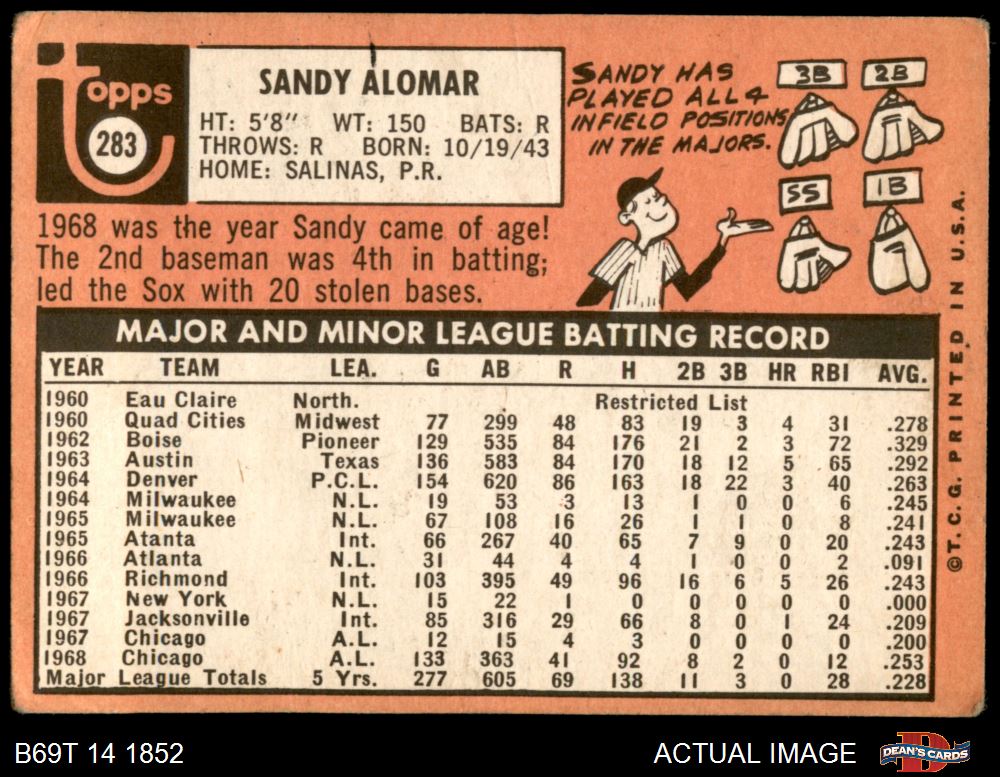 topps
283
SANDY ALOMAR
HT: 5'8" WT: 150 BATS: R
THROWS: R BORN: 10/19/43
HOME: SALINAS, P.R.
1968 was the year Sandy came of age!
The 2nd baseman was 4th in batting;
led the Sox with 20 stolen bases.
SANDY HAS
PLAYED ALL 4
INFIELD POSITIONS
IN THE MAJORS.
3B 2B
SS 1B
MAJOR AND MINOR LEAGUE BATTING RECORD
YEAR TEAM LEA. G AB R H 2B 3B HR RBI AVG.
1960 Eau Claire North. Restricted List
1960 Quad Cities Midwest 77 299 48 83 19 3 4 31 .278
1962 Boise Pioneer 129 535 84 176 21 2 3 72 .329
1963 Austin Texas 136 583 84 170 18 12 5 65 .292
1964 Denver P.C.L. 154 620 86 163 18 22 3 40 .263
1964 Milwaukee N.L. 19 53 3 13 1 0 0 6 .245
1965 Milwaukee N.L. 67 108 16 26 1 1 0 8 .241
1965 Atanta Int. 66 267 40 65 7 9 0 20 .243
1966 Atlanta N.L. 31 44 4 4 1 0 0 2 .091
1966 Richmond Int. 103 395 49 96 16 6 5 26 .243
1967 New York N.L. 15 22 1 0 0 0 0 0 .000
1967 Jacksonville Int. 85 316 29 66 8 0 1 24 .209
1967 Chicago A.L. 12 15 4 3 0 0 0 0 .200
1968 Chicago A.L. 133 363 41 92 8 2 0 12 .253
Major League Totals 5 Yrs. 277 605 69 138 11 3 0 28 .228
©T.C.G. PRINTED IN U.S.A.
B69T 14 1852
ACTUAL IMAGE
DEAN'S CARDS